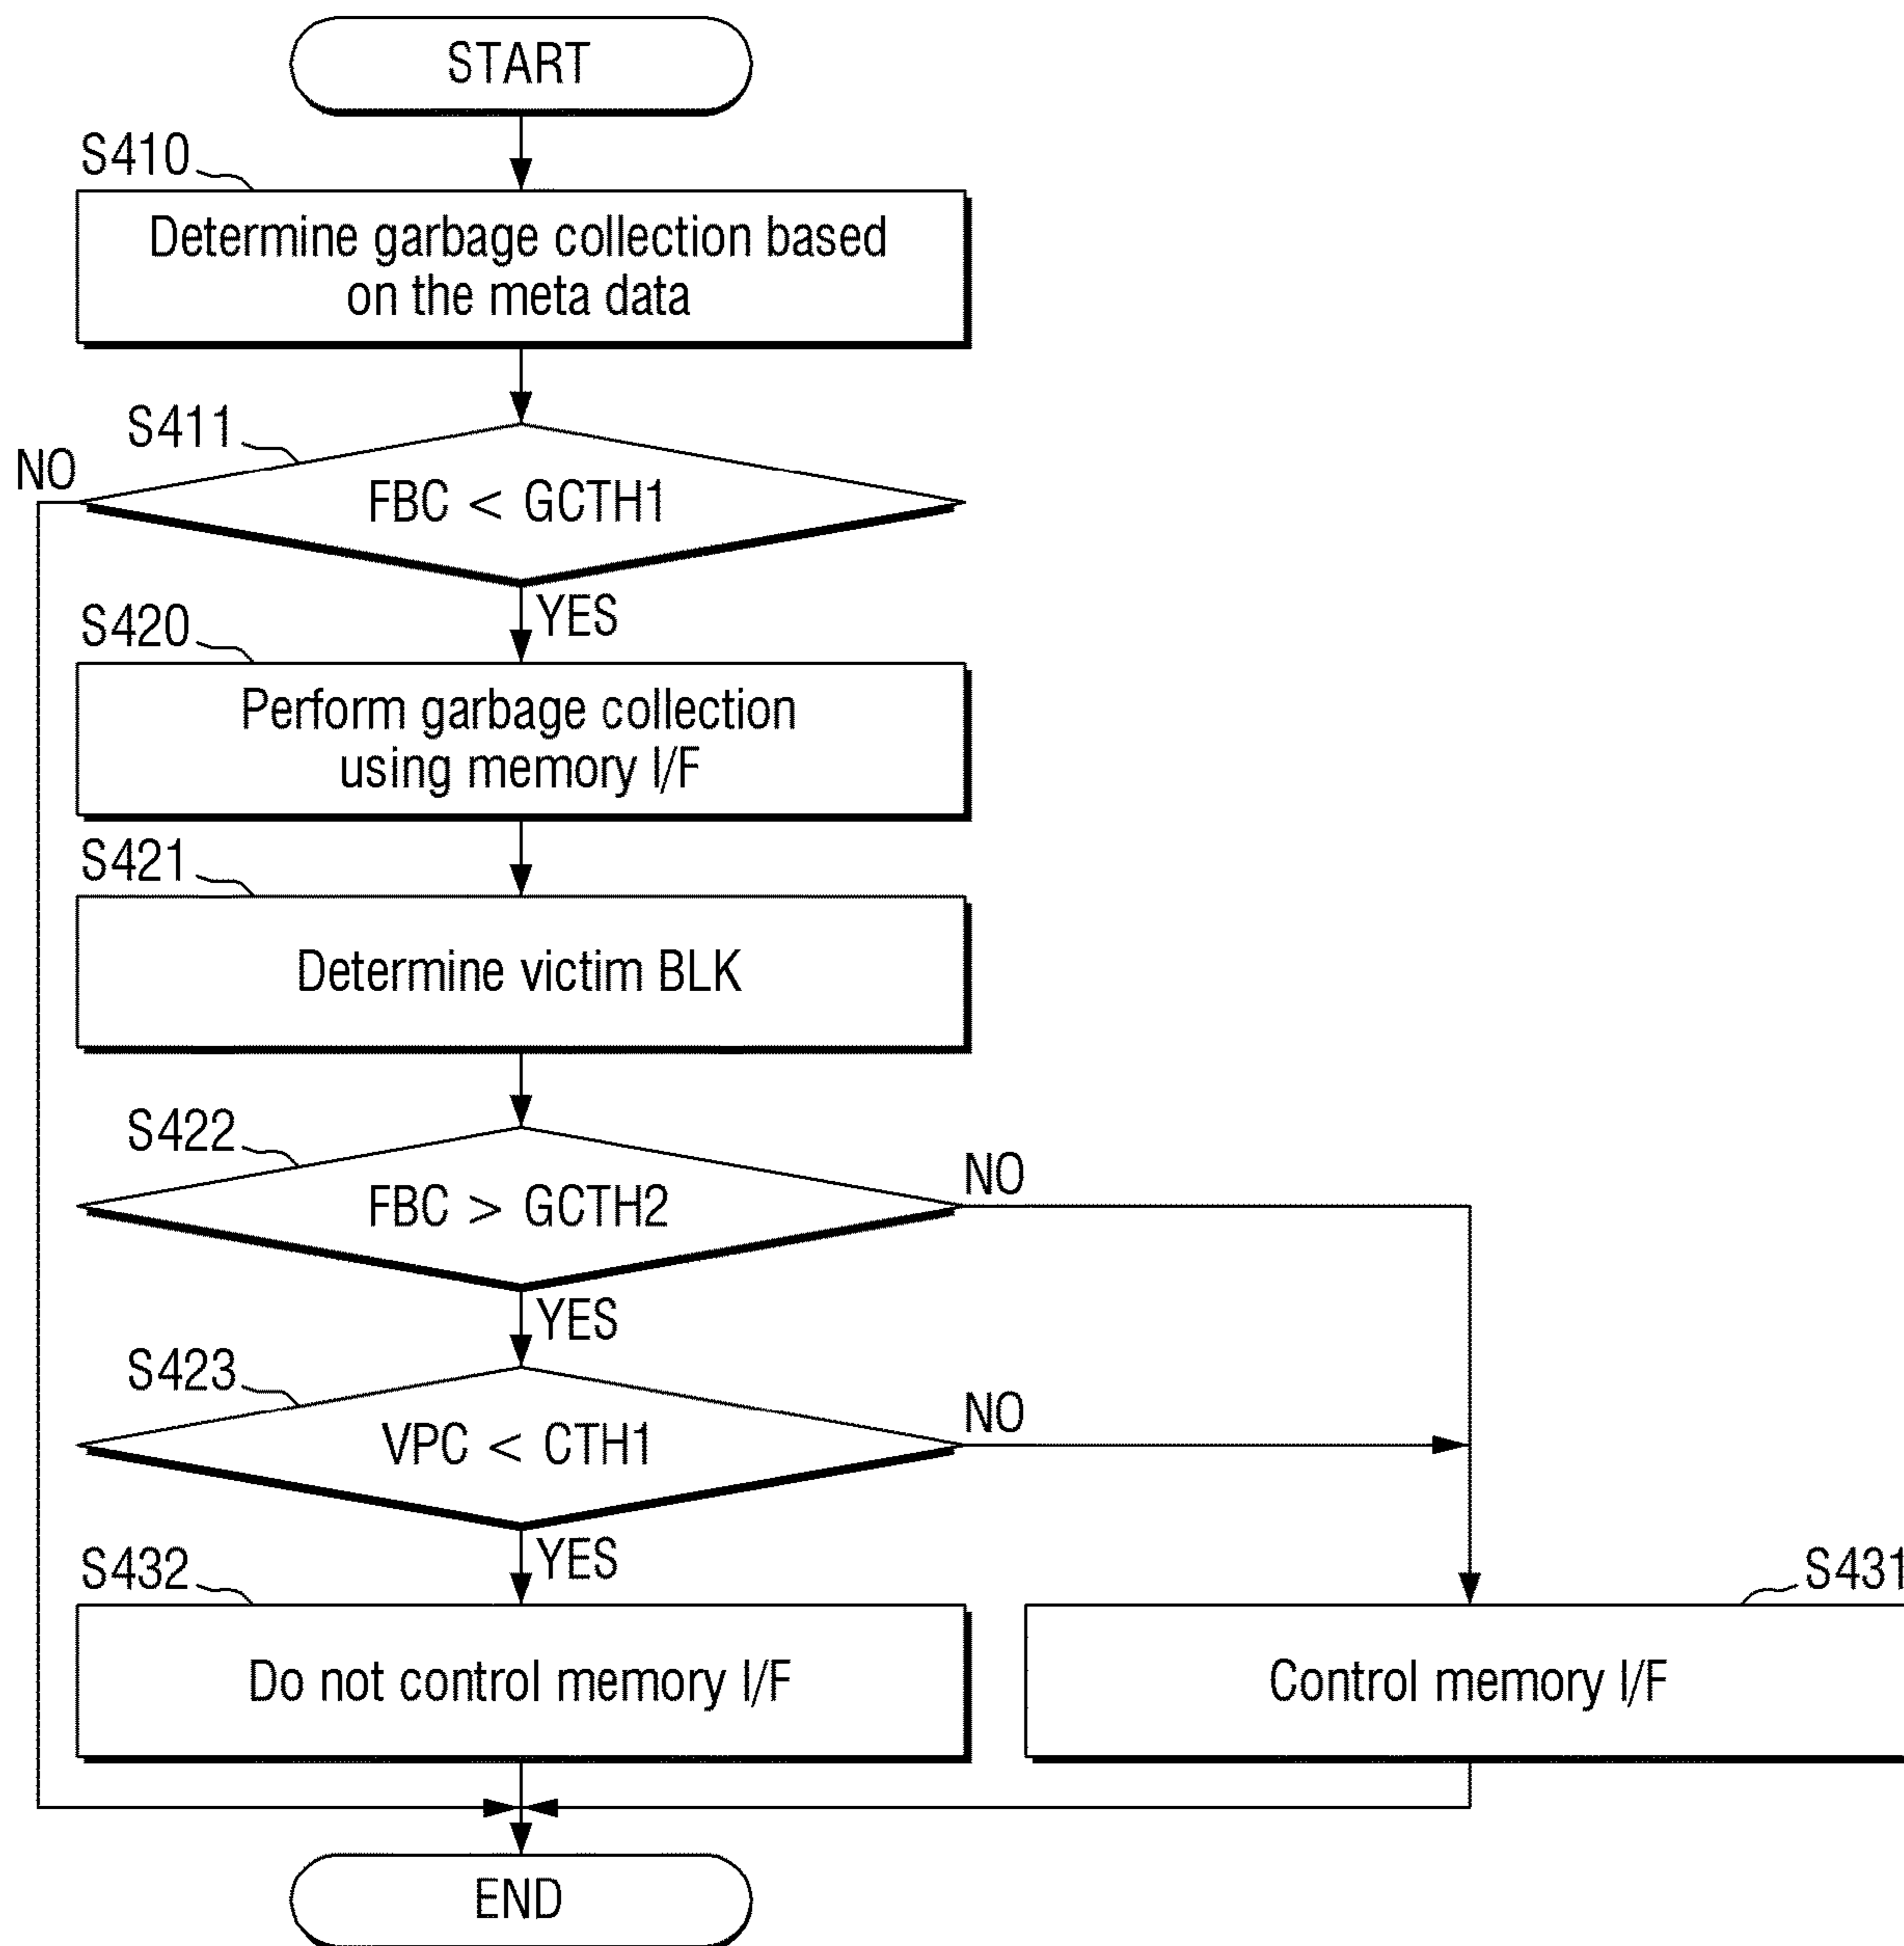 START
S410
Determine garbage collection based
on the meta data
S411
NO
FBC < GCTH1
YES
S420
Perform garbage collection
using memory I/F
S421
Determine victim BLK
S422
NO
FBC > GCTH2
YES
S423
NO
VPC < CTH1
YES
S432
S431
Do not control memory I/F
Control memory I/F
END